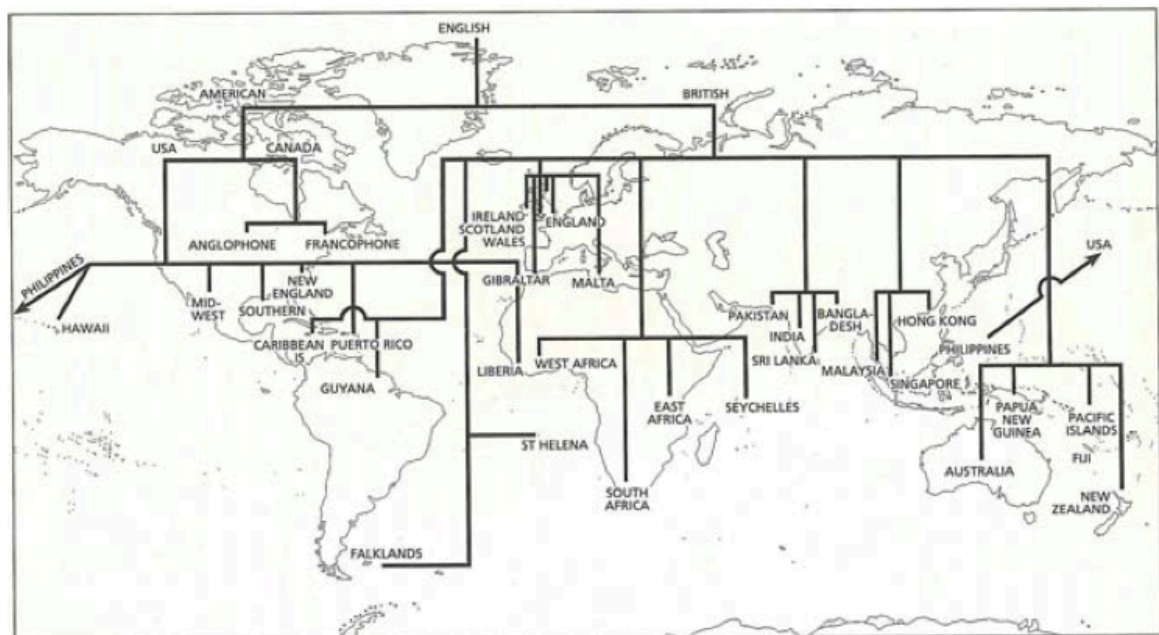 ENGLISH
AMERICAN
BRITISH
USA
CANADA
ANGLOPHONE
FRANCOPHONE
IRELAND
SCOTLAND
WALES
ENGLAND
GIBRALTAR
MALTA
USA
PHILIPPINES
HAWAII
MID-
WEST
SOUTHERN
NEW
ENGLAND
CARIBBEAN
IS
PUERTO RICO
GUYANA
LIBERIA
WEST AFRICA
EAST
AFRICA
SEYCHELLES
SOUTH
AFRICA
ST HELENA
FALKLANDS
PAKISTAN
INDIA
SRI LANKA
BANGLA-
DESH
MALAYSIA
SINGAPORE
HONG KONG
PHILIPPINES
PAPUA
NEW
GUINEA
PACIFIC
ISLANDS
FIJI
AUSTRALIA
NEW
ZEALAND